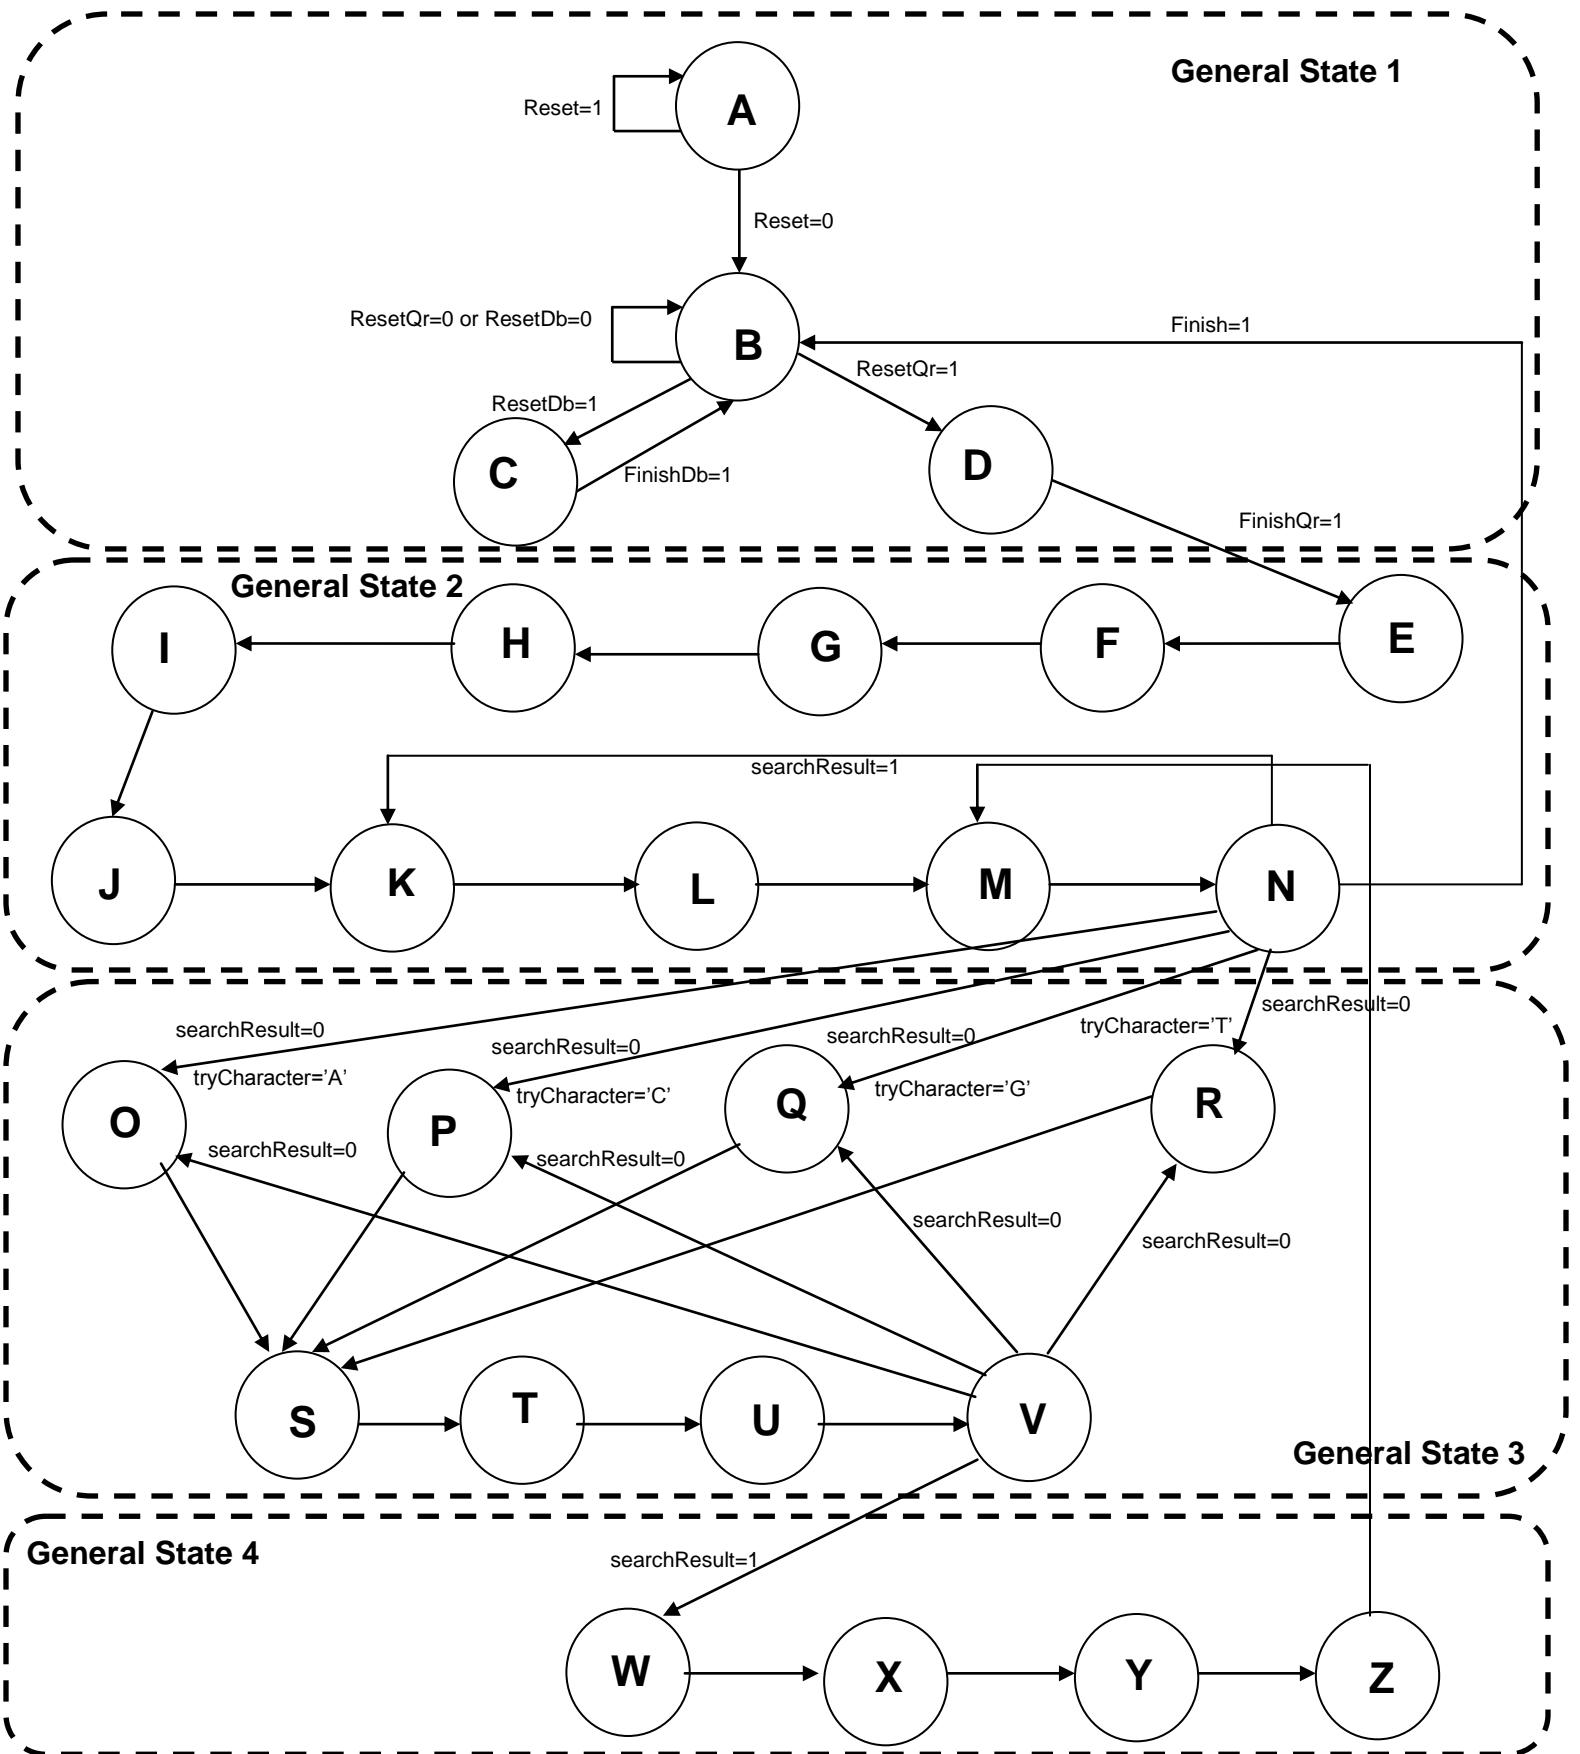 General State 1
A
Reset=1
Reset=0
B
ResetQr=0 or ResetDb=0
Finish=1
ResetQr=1
ResetDb=1
C
D
FinishDb=1
FinishQr=1
General State 2
I
H
G
F
E
searchResult=1
J
K
L
M
N
searchResult=0
tryCharacter='A'
searchResult=0
tryCharacter=’C’
searchResult=0
tryCharacter=’G’
tryCharacter=’T’
searchResult=0
O
P
Q
R
searchResult=0
searchResult=0
searchResult=0
searchResult=0
S
T
U
V
General State 3
General State 4
searchResult=1
W
X
Y
Z